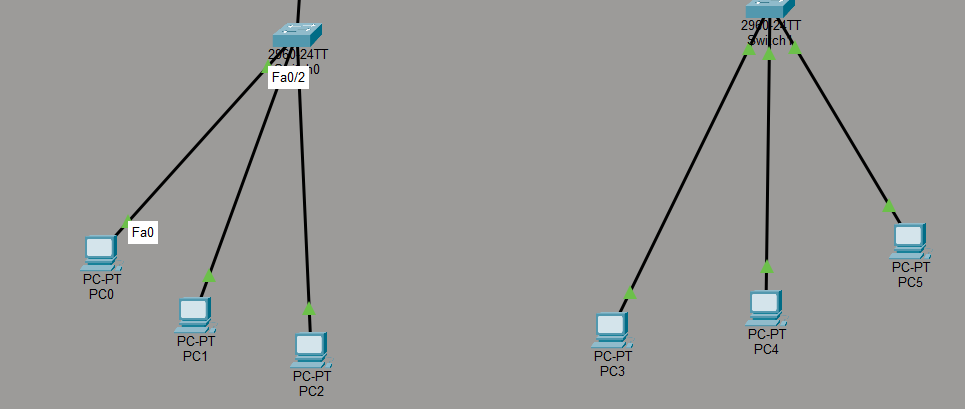 2960-24TT
Fa0/2
2960-24TT
Fa0
PC-PT
PC0
PC-PT
PC1
PC-PT
PC2
PC-PT
PC3
PC-PT
PC4
PC-PT
PC5